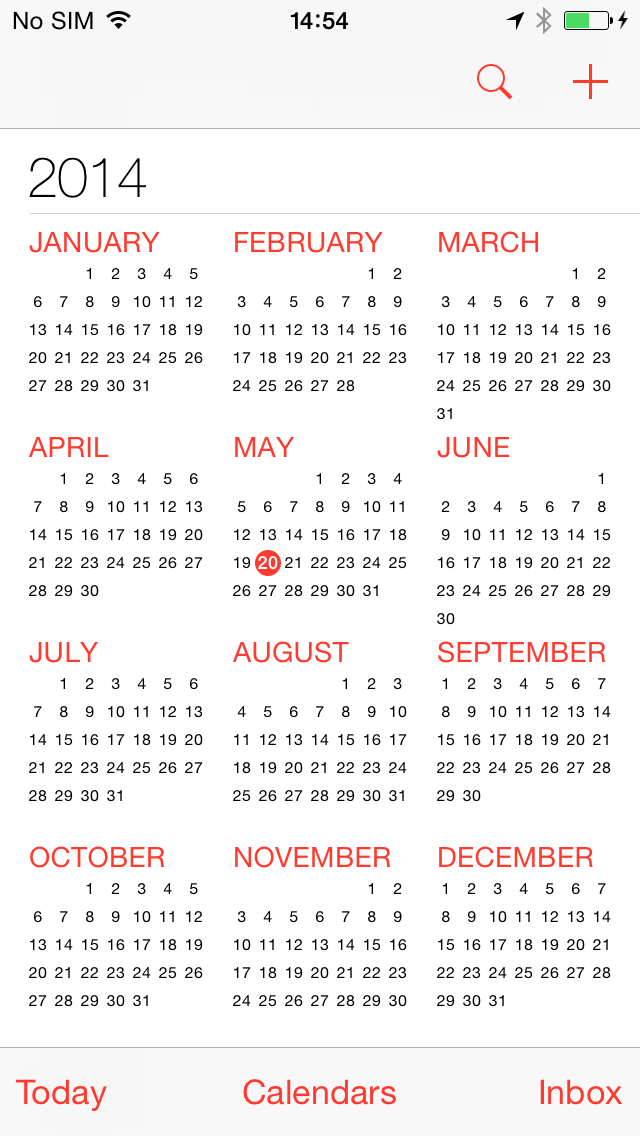 No SIM 14:54
2014
JANUARY FEBRUARY MARCH
1 2 3 4 5 1 2 1 2
6 7 8 9 10 11 12 3 4 5 6 7 8 9 3 4 5 6 7 8 9
13 14 15 16 17 18 19 10 11 12 13 14 15 16 10 11 12 13 14 15 16
20 21 22 23 24 25 26 17 18 19 20 21 22 23 17 18 19 20 21 22 23
27 28 29 30 31 24 25 26 27 28 24 25 26 27 28 29 30
31
APRIL MAY JUNE
1 2 3 4 5 6 1 2 3 4 1
7 8 9 10 11 12 13 5 6 7 8 9 10 11 2 3 4 5 6 7 8
14 15 16 17 18 19 20 12 13 14 15 16 17 18 9 10 11 12 13 14 15
21 22 23 24 25 26 27 19 20 21 22 23 24 25 16 17 18 19 20 21 22
28 29 30 26 27 28 29 30 31 23 24 25 26 27 28 29
30
JULY AUGUST SEPTEMBER
1 2 3 4 5 6 1 2 3 1 2 3 4 5 6 7
7 8 9 10 11 12 13 4 5 6 7 8 9 10 8 9 10 11 12 13 14
14 15 16 17 18 19 20 11 12 13 14 15 16 17 15 16 17 18 19 20 21
21 22 23 24 25 26 27 18 19 20 21 22 23 24 22 23 24 25 26 27 28
28 29 30 31 25 26 27 28 29 30 31 29 30
OCTOBER NOVEMBER DECEMBER
1 2 3 4 5 1 2 1 2 3 4 5 6 7
6 7 8 9 10 11 12 3 4 5 6 7 8 9 8 9 10 11 12 13 14
13 14 15 16 17 18 19 10 11 12 13 14 15 16 15 16 17 18 19 20 21
20 21 22 23 24 25 26 17 18 19 20 21 22 23 22 23 24 25 26 27 28
27 28 29 30 31 24 25 26 27 28 29 30 29 30 31
Today Calendars Inbox